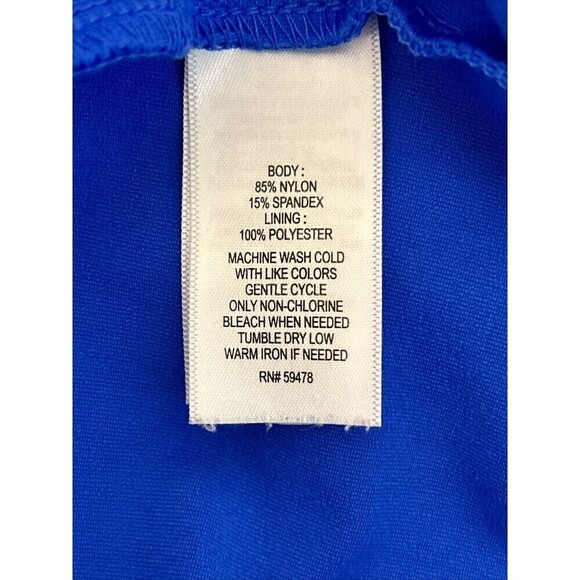 BODY :
85% NYLON
15% SPANDEX
LINING :
100% POLYESTER
MACHINE WASH COLD
WITH LIKE COLORS
GENTLE CYCLE
ONLY NON-CHLORINE
BLEACH WHEN NEEDED
TUMBLE DRY LOW
WARM IRON IF NEEDED
RN# 59478